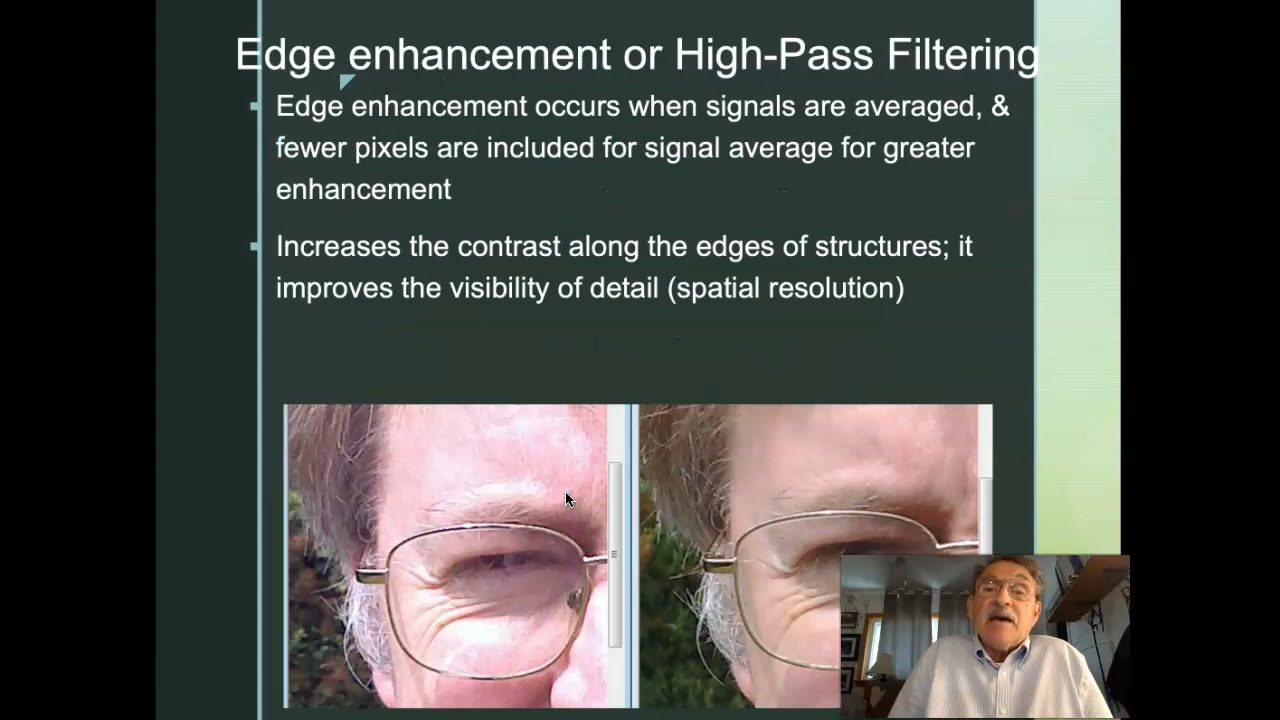 Edge enhancement or High-Pass Filtering
Edge enhancement occurs when signals are averaged, &
fewer pixels are included for signal average for greater
enhancement
Increases the contrast along the edges of structures; it
improves the visibility of detail (spatial resolution)